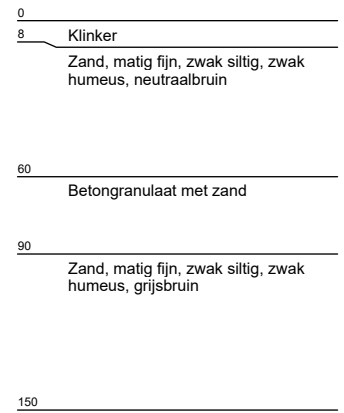 0
8
Klinker
Zand, matig fijn, zwak siltig, zwak
humeus, neutraalbruin
60
Betongranulaat met zand
90
Zand, matig fijn, zwak siltig, zwak
humeus, grijsbruin
150